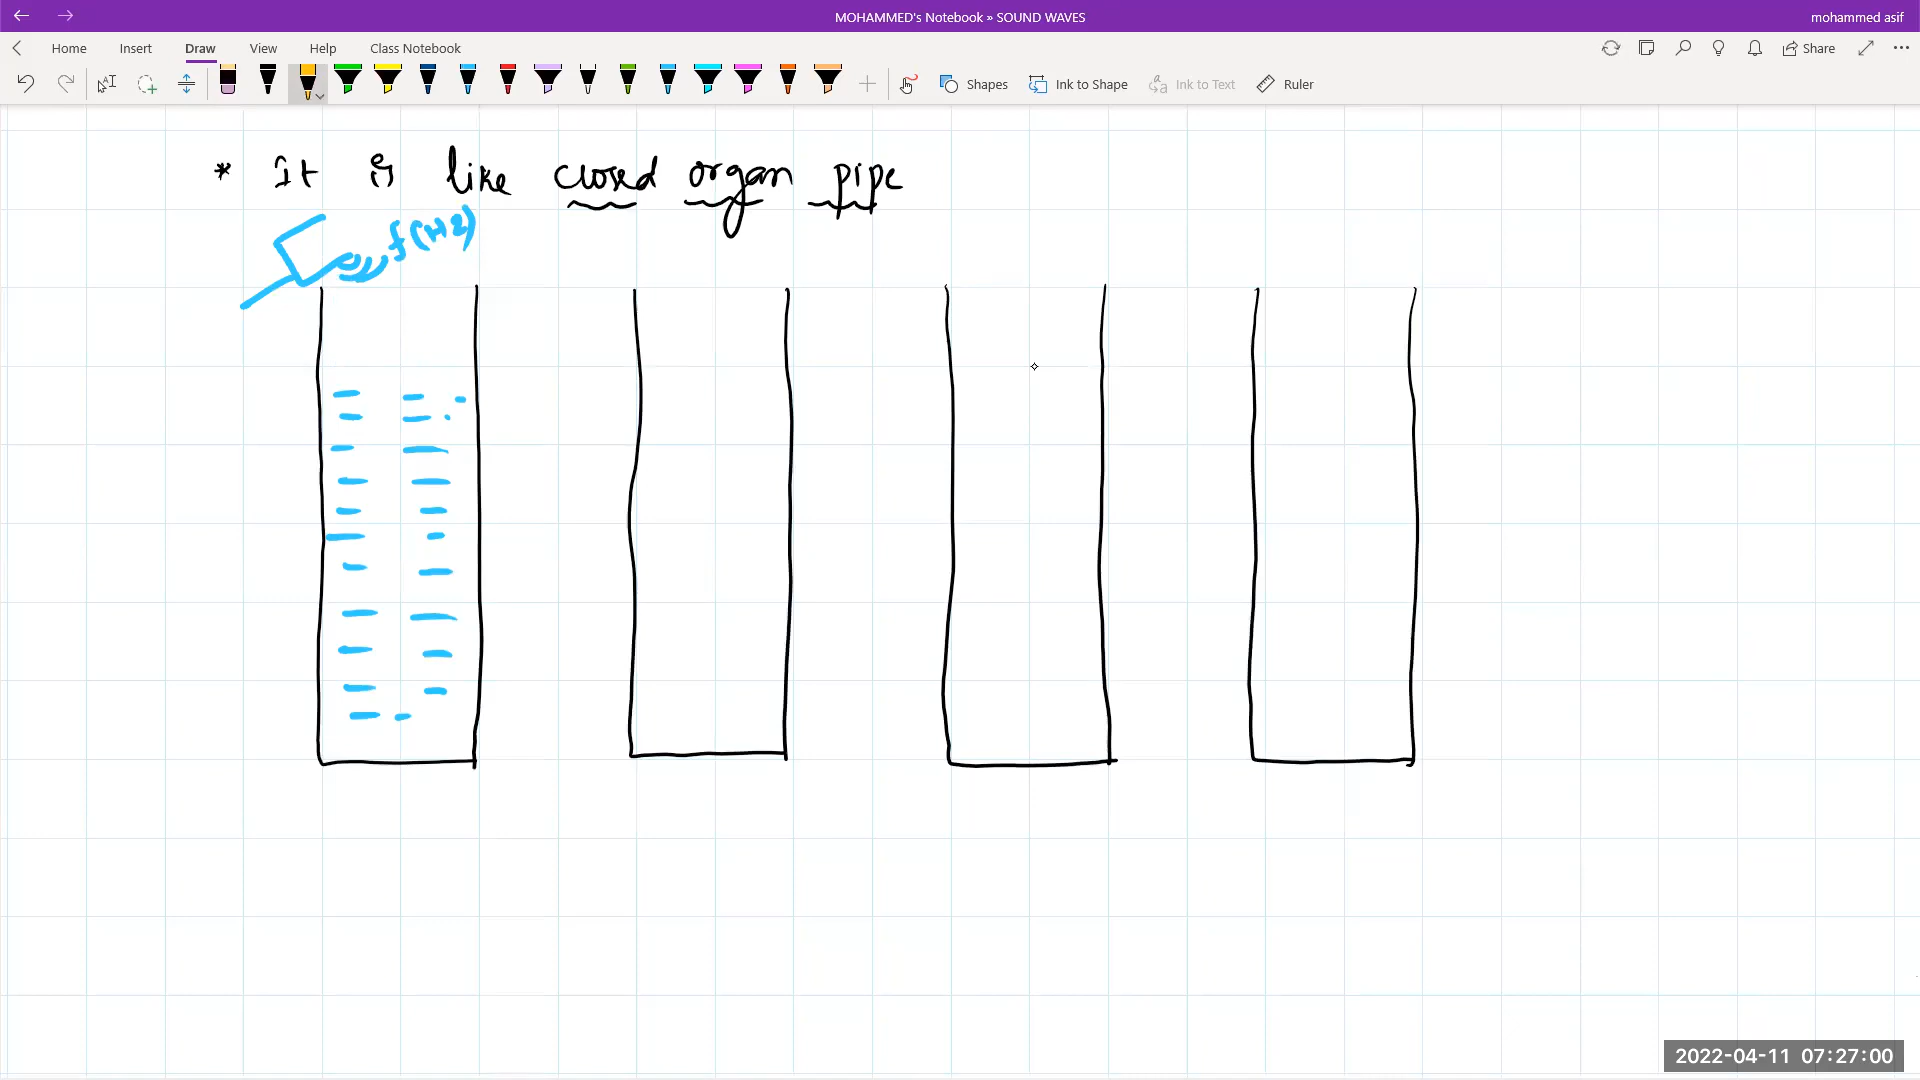 MOHAMMED's Notebook » SOUND WAVES
mohammed asif
Home Insert Draw View Help Class Notebook
Share
Shapes Ink to Shape Ink to Text Ruler
* It is like closed organ pipe
f(Hz)
2022-04-11 07:27:00